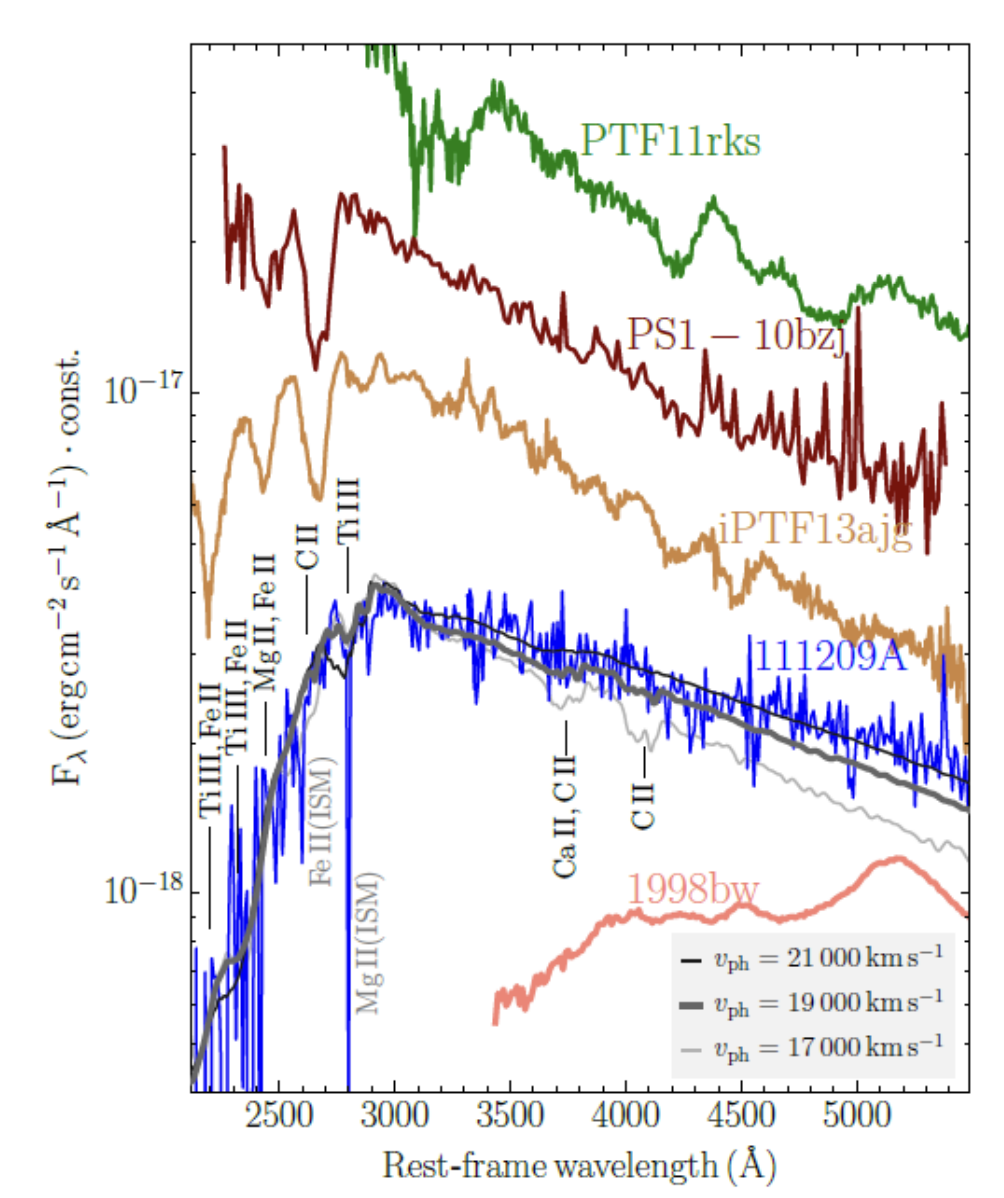 PTF11rks
PS1 − 10bzj
iPTF13ajg
111209A
1998bw
Ti III, Fe II
Ti III, Fe II
Mg II, Fe II
C II
Ti III
Fe II(ISM)
Mg II(ISM)
Ca II, C II
C II
v_ph = 21 000 km s⁻¹
v_ph = 19 000 km s⁻¹
v_ph = 17 000 km s⁻¹
10⁻¹⁷
10⁻¹⁸
F_λ (erg cm⁻² s⁻¹ Å⁻¹) · const.
2500 3000 3500 4000 4500 5000
Rest-frame wavelength (Å)